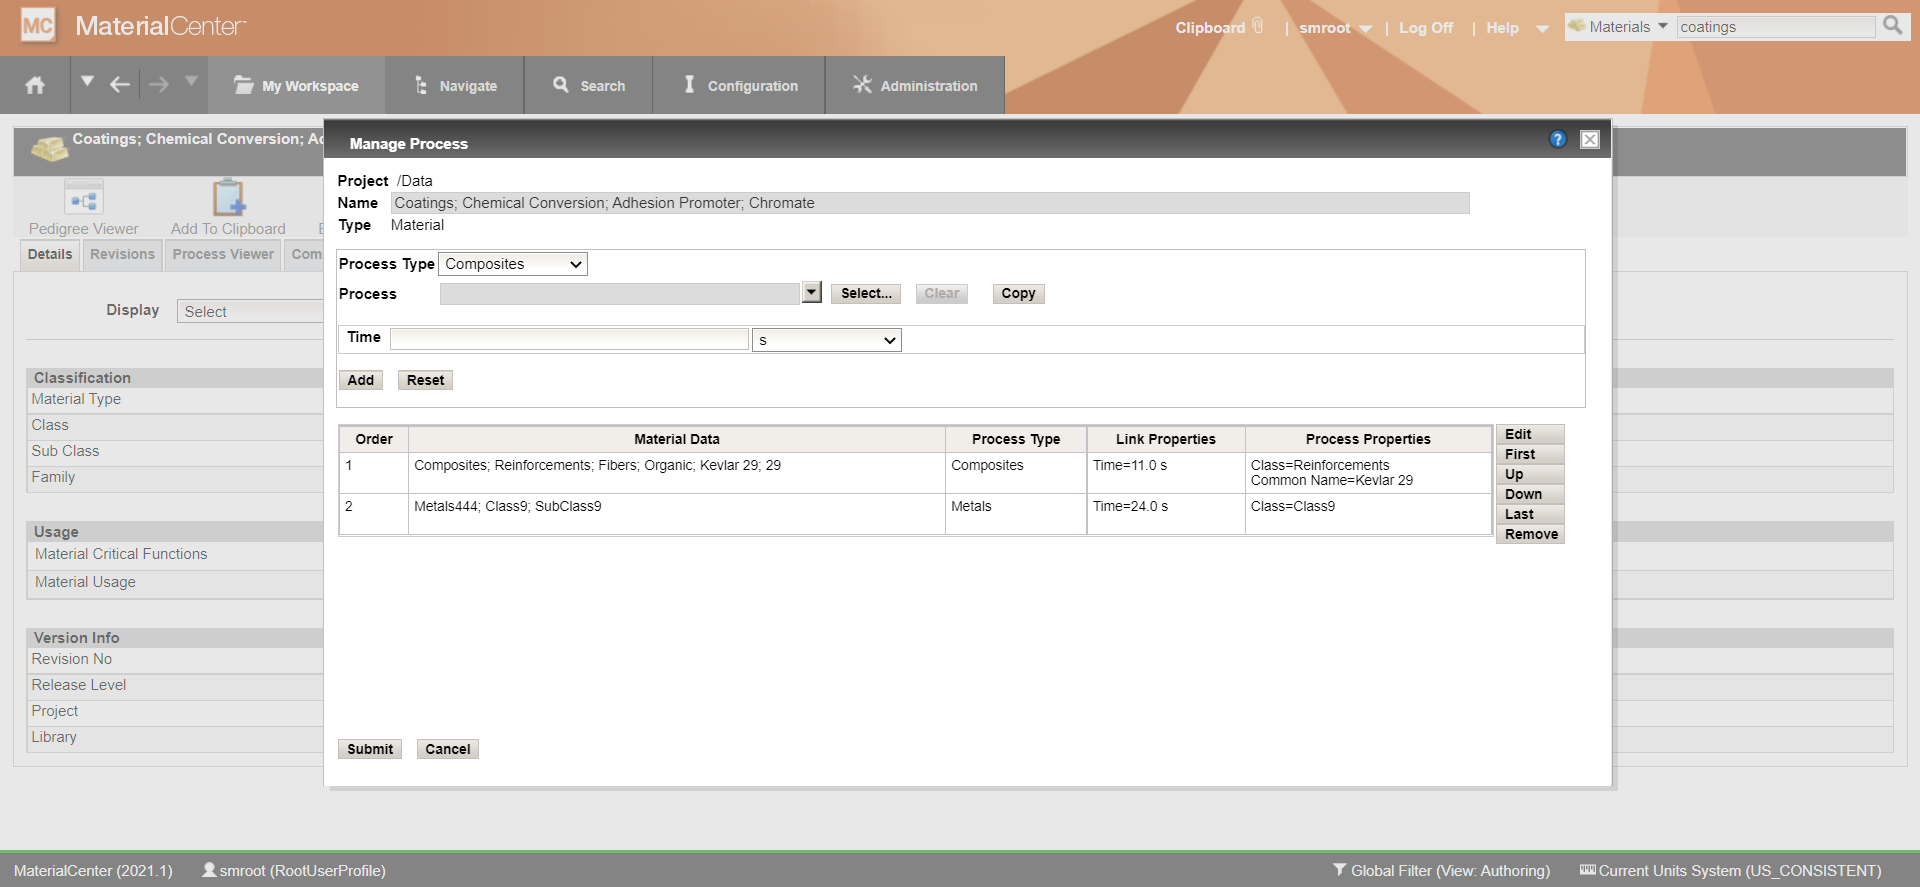 MC MaterialCenter
Clipboard | smroot | Log Off | Help Materials coatings
My Workspace Navigate Search Configuration Administration
Coatings; Chemical Conversion; Ad
Pedigree Viewer Add To Clipboard E
Details Revisions Process Viewer Com
Display Select
Classification
Material Type
Class
Sub Class
Family
Usage
Material Critical Functions
Material Usage
Version Info
Revision No
Release Level
Project
Library
Manage Process ?
Project /Data
Name Coatings; Chemical Conversion; Adhesion Promoter; Chromate
Type Material
Process Type Composites
Process Select... Clear Copy
Time s
Add Reset
Order Material Data Process Type Link Properties Process Properties
1 Composites; Reinforcements; Fibers; Organic; Kevlar 29; 29 Composites Time=11.0 s Class=Reinforcements
Common Name=Kevlar 29
2 Metals444; Class9; SubClass9 Metals Time=24.0 s Class=Class9
Edit
First
Up
Down
Last
Remove
Submit Cancel
MaterialCenter (2021.1) smroot (RootUserProfile) Global Filter (View: Authoring) Current Units System (US_CONSISTENT)